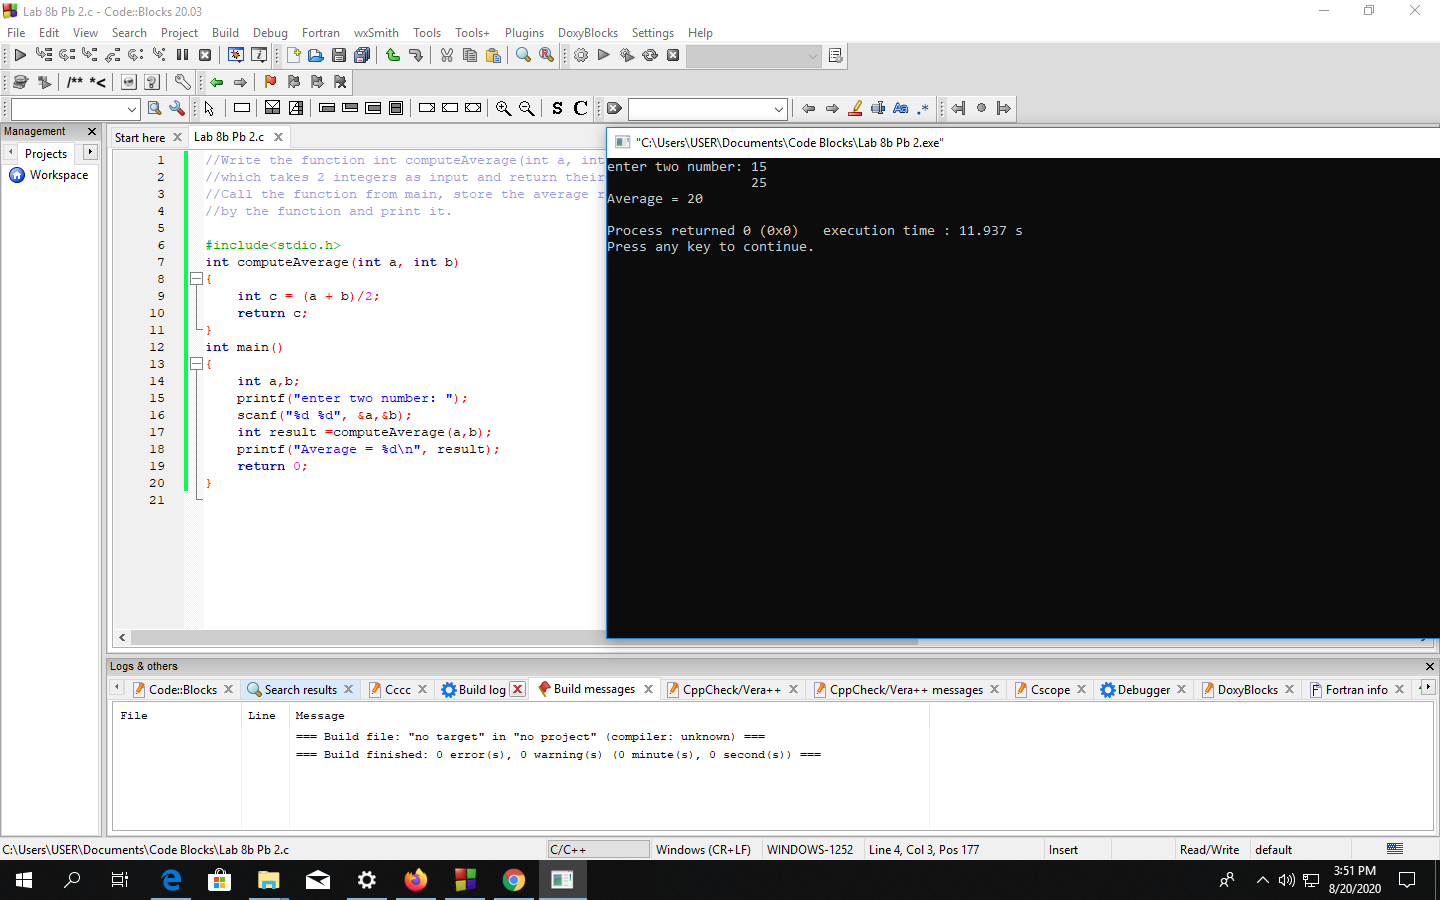 Lab 8b Pb 2.c - Code::Blocks 20.03
File Edit View Search Project Build Debug Fortran wxSmith Tools Tools+ Plugins DoxyBlocks Settings Help
/** *<
S C
Aa .*
Management
Start here Lab 8b Pb 2.c
Projects
Workspace
1 //Write the function int computeAverage(int a, int
2 //which takes 2 integers as input and return their
3 //Call the function from main, store the average r
4 //by the function and print it.
5
6 #include<stdio.h>
7 int computeAverage(int a, int b)
8 {
9 int c = (a + b)/2;
10 return c;
11 }
12 int main()
13 {
14 int a,b;
15 printf("enter two number: ");
16 scanf("%d %d", &a,&b);
17 int result =computeAverage(a,b);
18 printf("Average = %d\n", result);
19 return 0;
20 }
21
"C:\Users\USER\Documents\Code Blocks\Lab 8b Pb 2.exe"
enter two number: 15
25
Average = 20
Process returned 0 (0x0) execution time : 11.937 s
Press any key to continue.
Logs & others
Code::Blocks Search results Cccc Build log Build messages CppCheck/Vera++ CppCheck/Vera++ messages Cscope Debugger DoxyBlocks Fortran info
File Line Message
=== Build file: "no target" in "no project" (compiler: unknown) ===
=== Build finished: 0 error(s), 0 warning(s) (0 minute(s), 0 second(s)) ===
C:\Users\USER\Documents\Code Blocks\Lab 8b Pb 2.c C/C++ Windows (CR+LF) WINDOWS-1252 Line 4, Col 3, Pos 177 Insert Read/Write default
3:51 PM
8/20/2020